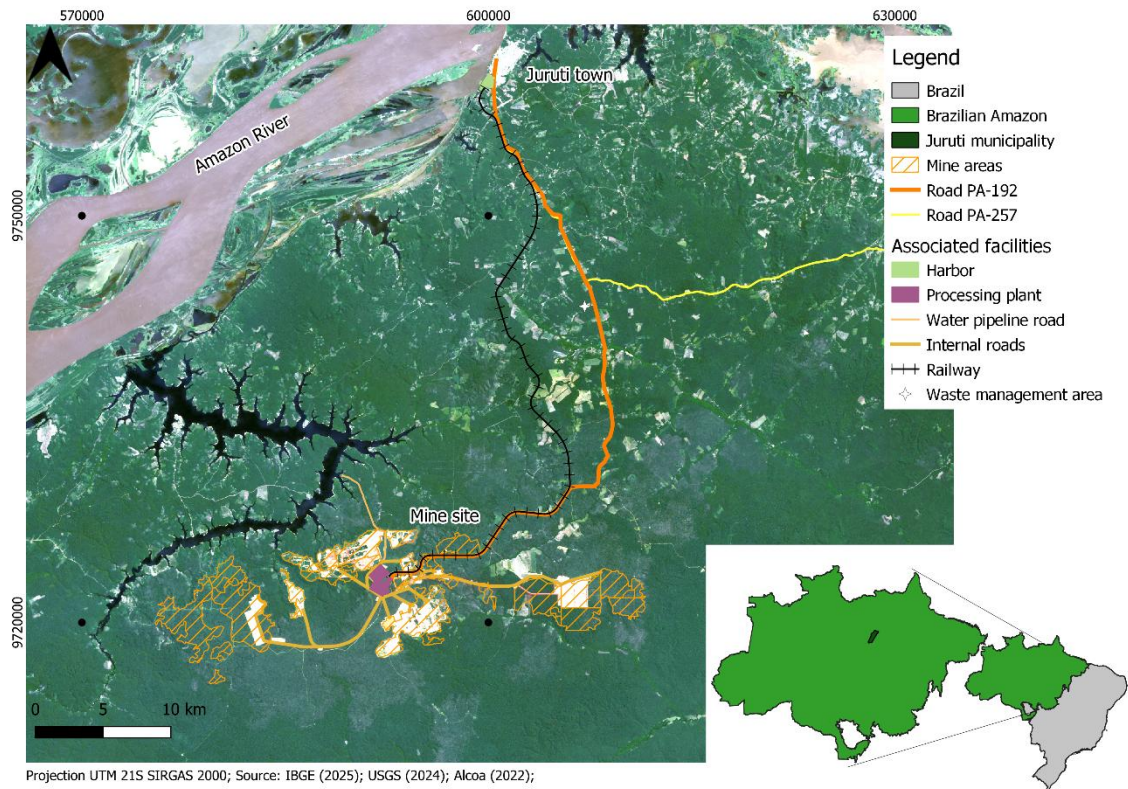 570000
600000
630000
Juruti town
Amazon River
9750000
Mine site
9720000
0
5
10 km
Legend
Brazil
Brazilian Amazon
Juruti municipality
Mine areas
Road PA-192
Road PA-257
Associated facilities
Harbor
Processing plant
Water pipeline road
Internal roads
Railway
Waste management area
Projection UTM 21S SIRGAS 2000; Source: IBGE (2025); USGS (2024); Alcoa (2022);